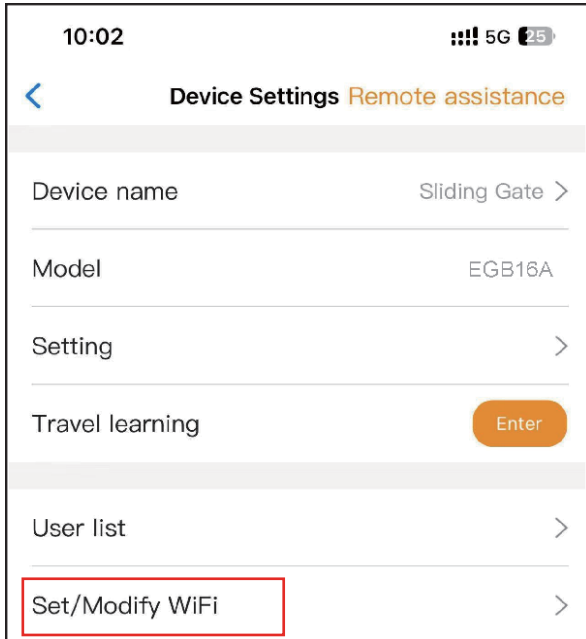 10:02 5G 25
Device Settings Remote assistance
Device name Sliding Gate
Model EGB16A
Setting
Travel learning Enter
User list
Set/Modify WiFi